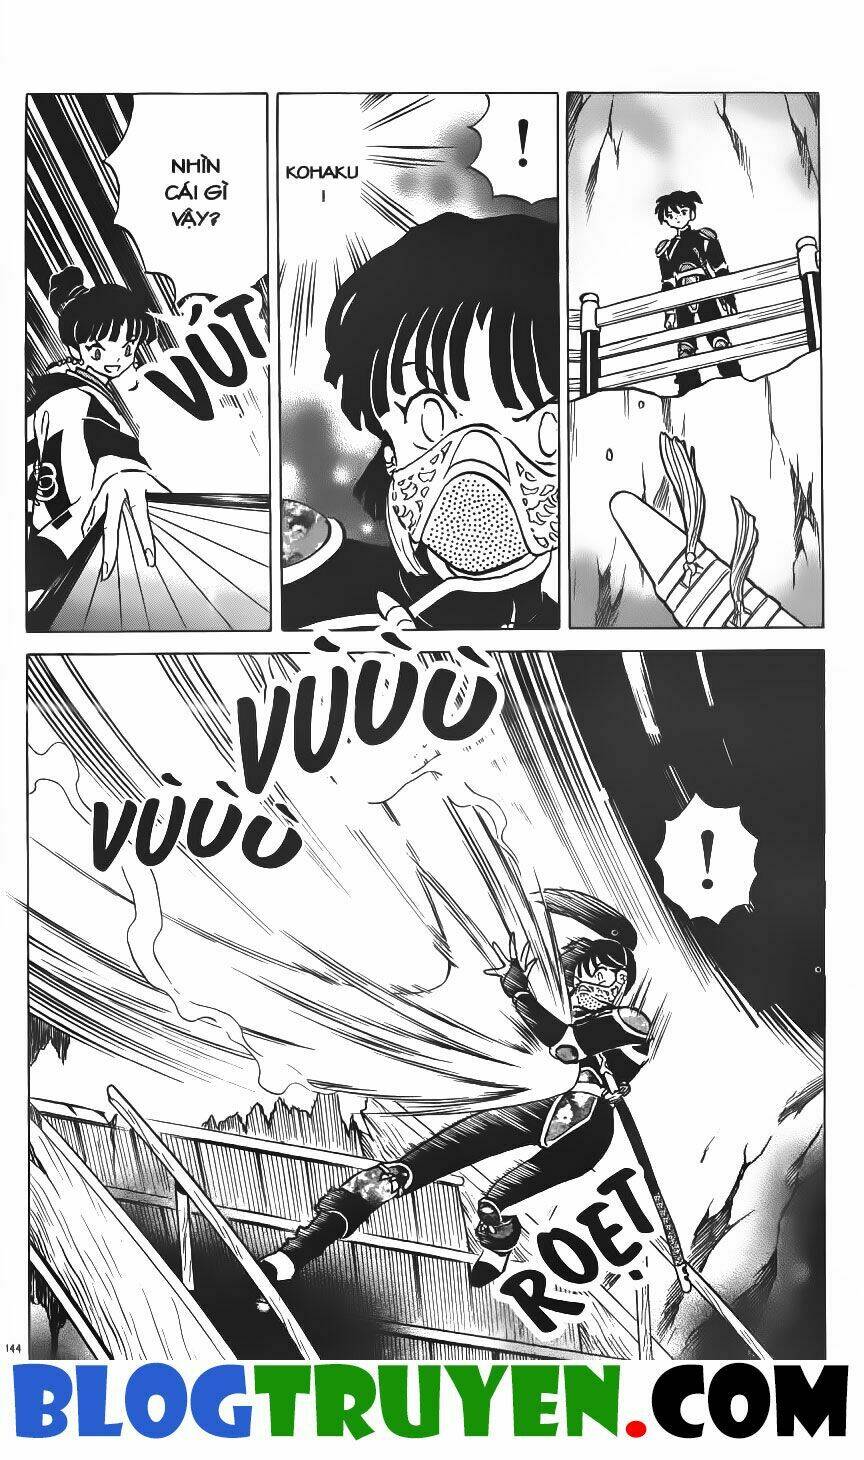 !
KOHAKU
I
NHÌN
CÁI GÌ
VẬY?
VÚT
VÙÙÙ
VÙÙÙ
!
ROẸT
144
BLOGTRUYEN.COM